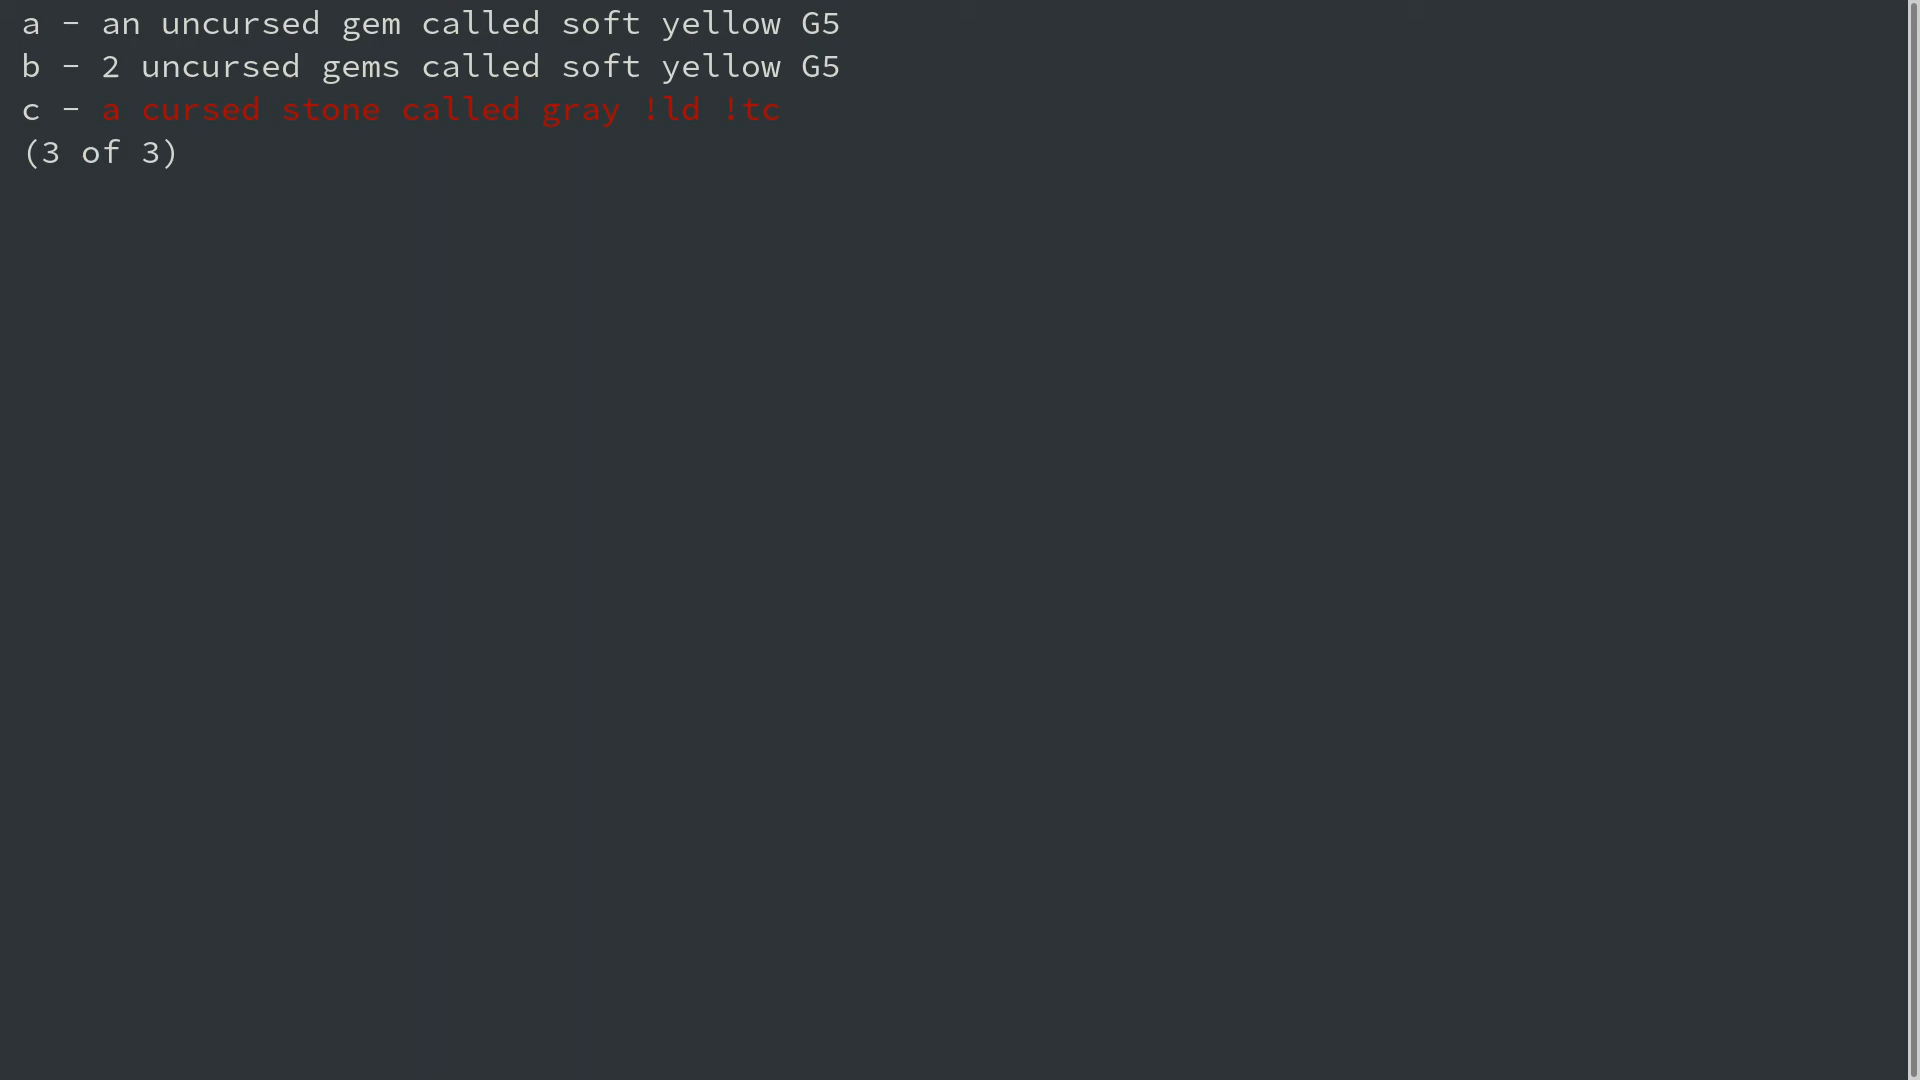 a - an uncursed gem called soft yellow G5
b - 2 uncursed gems called soft yellow G5
c - a cursed stone called gray !ld !tc
(3 of 3)